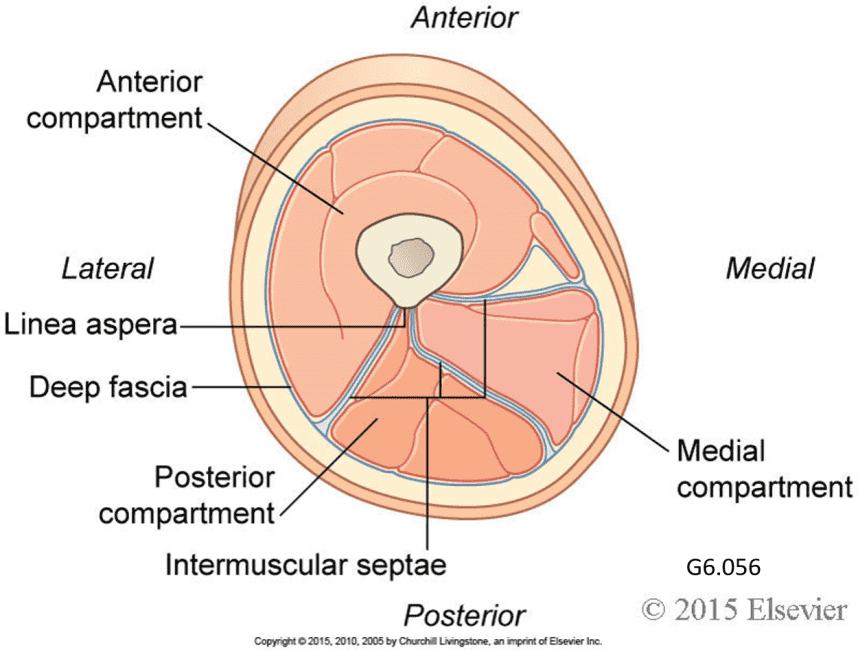 Anterior
Anterior
compartment
Lateral
Medial
Linea aspera
Deep fascia
Medial
compartment
Posterior
compartment
Intermuscular septae
G6.056
© 2015 Elsevier
Posterior
Copyright © 2015, 2010, 2005 by Churchill Livingstone, an imprint of Elsevier Inc.